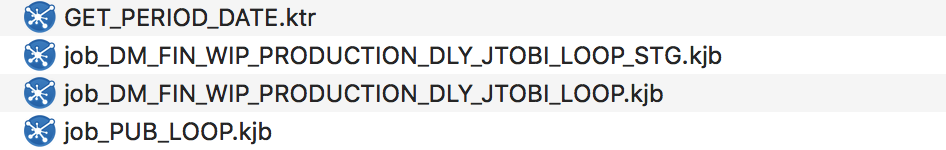 GET_PERIOD_DATE.ktr
job_DM_FIN_WIP_PRODUCTION_DLY_JTOBI_LOOP_STG.kjb
job_DM_FIN_WIP_PRODUCTION_DLY_JTOBI_LOOP.kjb
job_PUB_LOOP.kjb